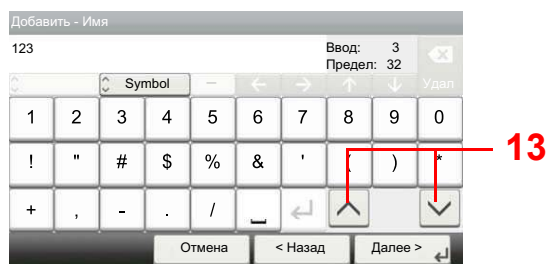 Добавить - Имя
123
Ввод: 3
Предел: 32
Symbol
Удал
1 2 3 4 5 6 7 8 9 0
! " # $ % & ' ( ) *
+ , - . / _
13
Отмена < Назад Далее >